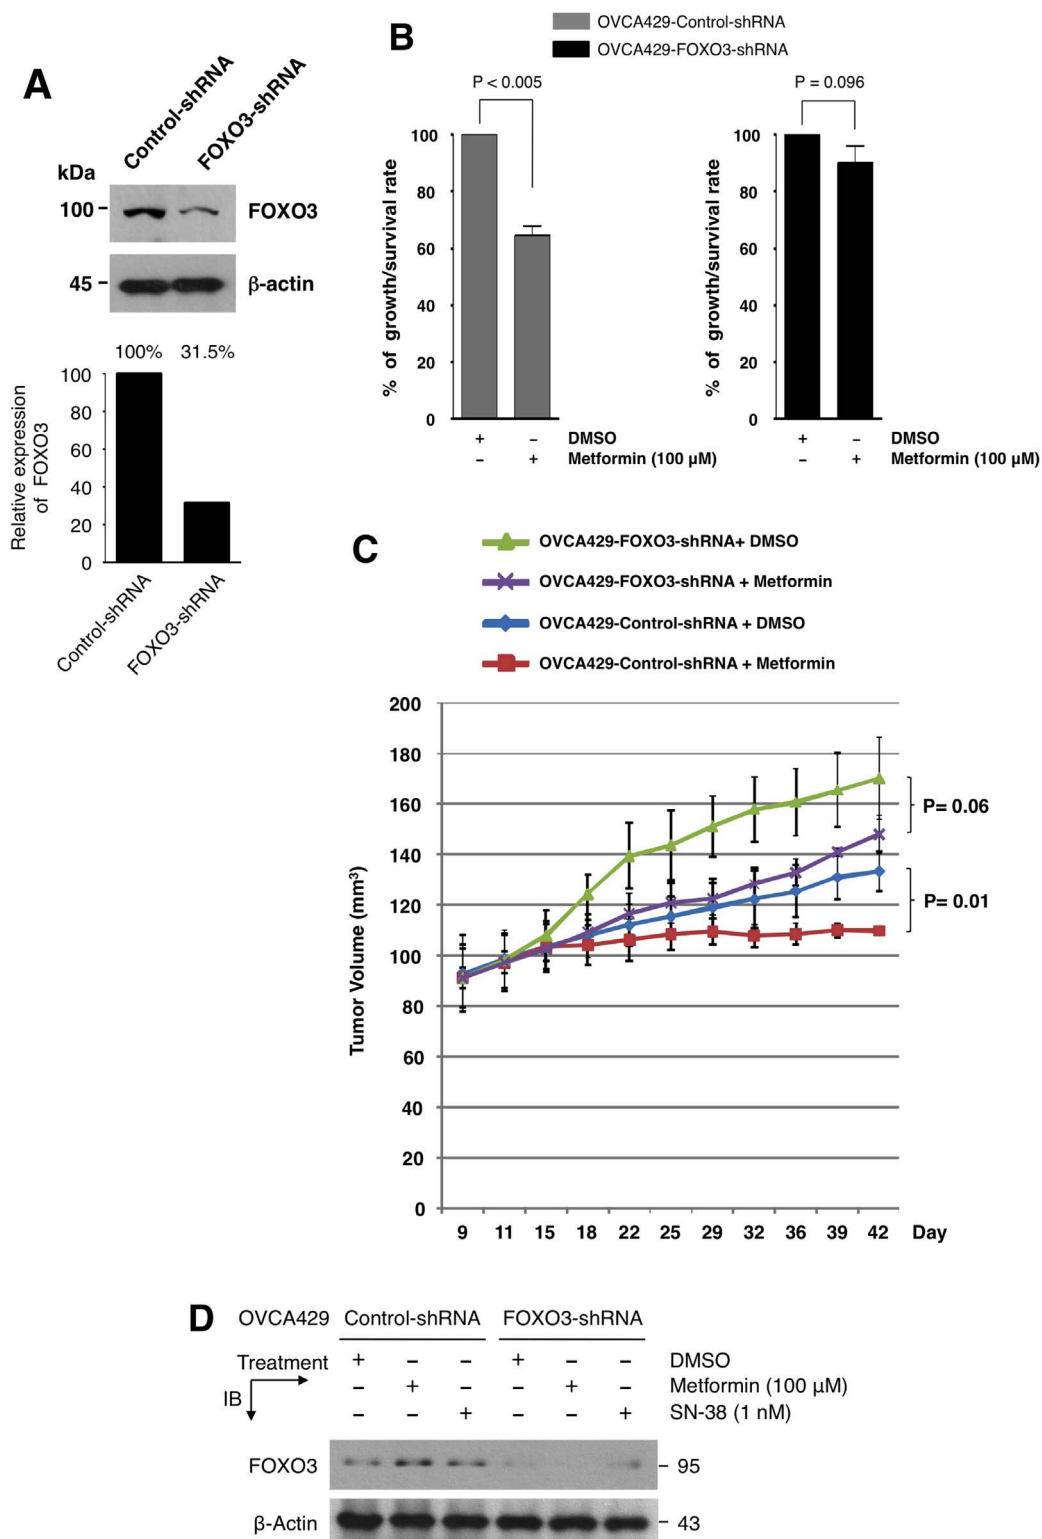 A
Control-shRNA
FOXO3-shRNA
kDa
100
FOXO3
45
β-actin
100% 31.5%
Relative expression
of FOXO3
100
80
60
40
20
0
Control-shRNA
FOXO3-shRNA
B
OVCA429-Control-shRNA
OVCA429-FOXO3-shRNA
P < 0.005
% of growth/survival rate
100
80
60
40
20
0
+ – DMSO
– + Metformin (100 µM)
P = 0.096
% of growth/survival rate
100
80
60
40
20
0
+ – DMSO
– + Metformin (100 µM)
C
OVCA429-FOXO3-shRNA+ DMSO
OVCA429-FOXO3-shRNA + Metformin
OVCA429-Control-shRNA + DMSO
OVCA429-Control-shRNA + Metformin
Tumor Volume (mm³)
200
180
160
140
120
100
80
60
40
20
0
P= 0.06
P= 0.01
9 11 15 18 22 25 29 32 36 39 42 Day
D
OVCA429 Control-shRNA FOXO3-shRNA
Treatment + – – + – – DMSO
IB – + – – + – Metformin (100 µM)
– – + – – + SN-38 (1 nM)
FOXO3 95
β-Actin 43